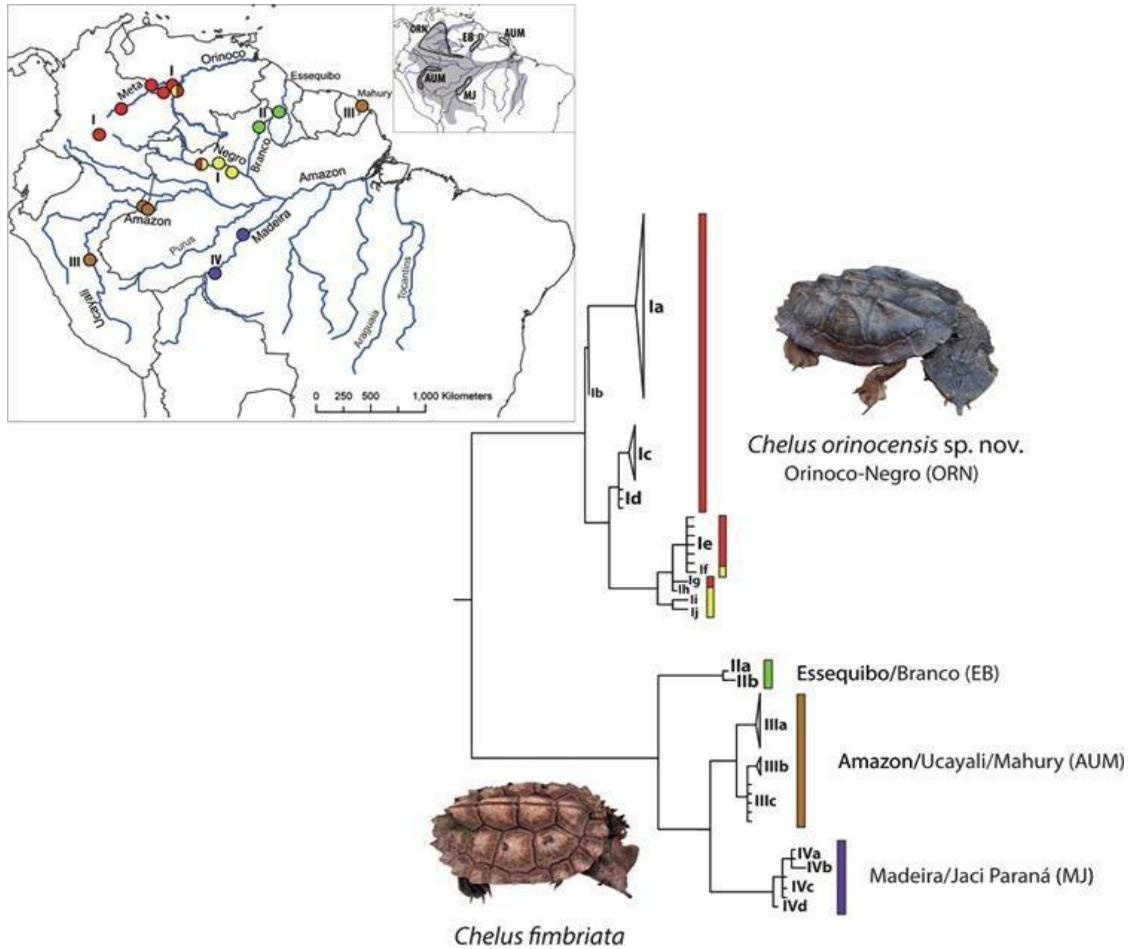 ORN
EB
AUM
AUM
MJ
Orinoco
I
Meta
Essequibo
Mahury
I
II
III
Negro
Branco
I
Amazon
Amazon
Madeira
Purus
III
IV
Ucayali
Araguaia
Tocantins
0 250 500 1,000 Kilometers
Ia
Ib
Ic
Id
Ie
If
Ig
Ih
Ii
Ij
Chelus orinocensis sp. nov.
Orinoco-Negro (ORN)
IIa
IIb
Essequibo/Branco (EB)
IIIa
IIIb
IIIc
Amazon/Ucayali/Mahury (AUM)
IVa
IVb
IVc
IVd
Madeira/Jaci Paraná (MJ)
Chelus fimbriata